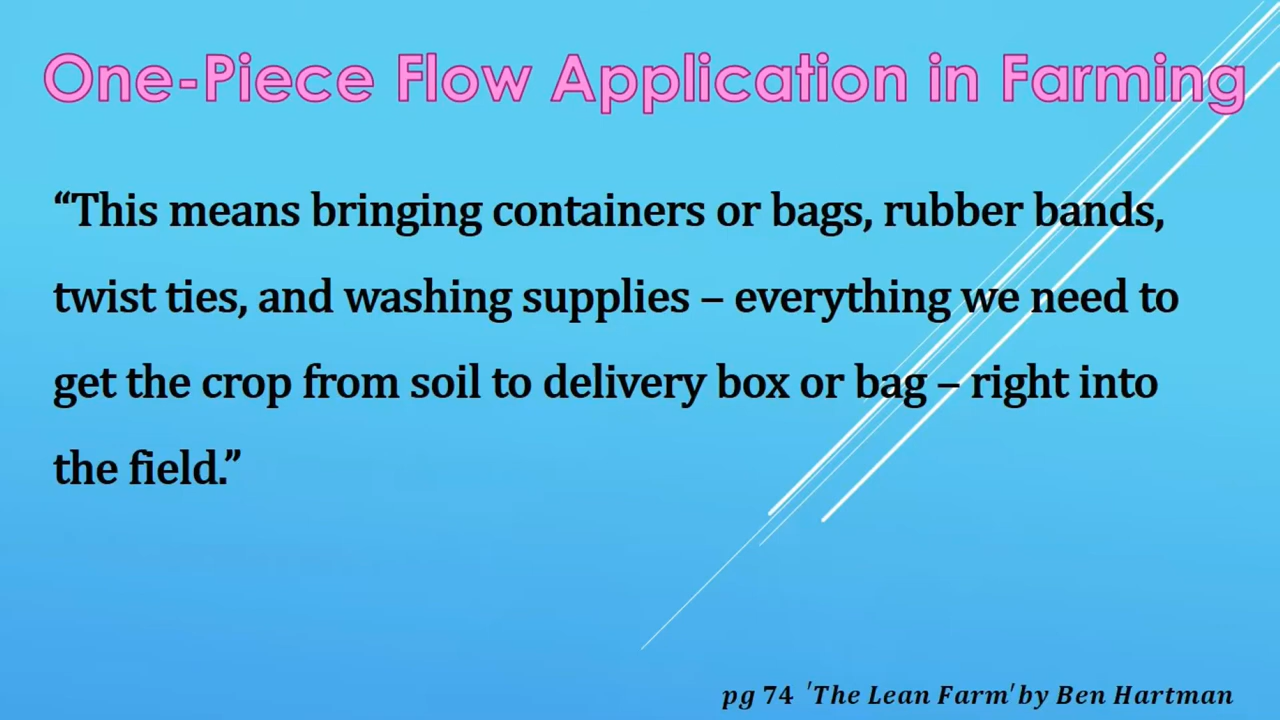 One-Piece Flow Application in Farming
“This means bringing containers or bags, rubber bands,
twist ties, and washing supplies – everything we need to
get the crop from soil to delivery box or bag – right into
the field.”
pg 74 ′The Lean Farm′by Ben Hartman